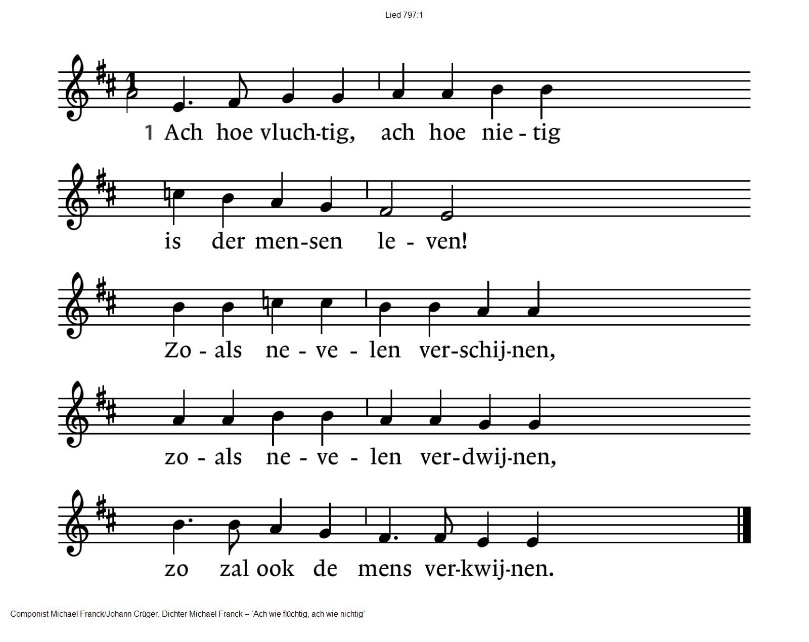 Lied 797:1
1 Ach hoe vluch-tig, ach hoe nie - tig
is der men-sen le - ven!
Zo - als ne - ve - len ver-schij-nen,
zo - als ne - ve - len ver-dwij-nen,
zo zal ook de mens ver-kwij-nen.
Componist Michael Franck/Johann Crüger. Dichter Michael Franck – 'Ach wie flüchtig, ach wie nichtig'